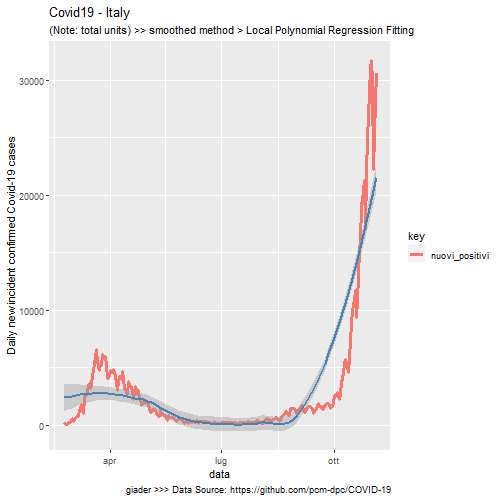 Covid19 - Italy
(Note: total units) >> smoothed method > Local Polynomial Regression Fitting
Daily new incident confirmed Covid-19 cases
30000
20000
10000
0
apr
lug
ott
data
key
nuovi_positivi
giader >>> Data Source: https://github.com/pcm-dpc/COVID-19